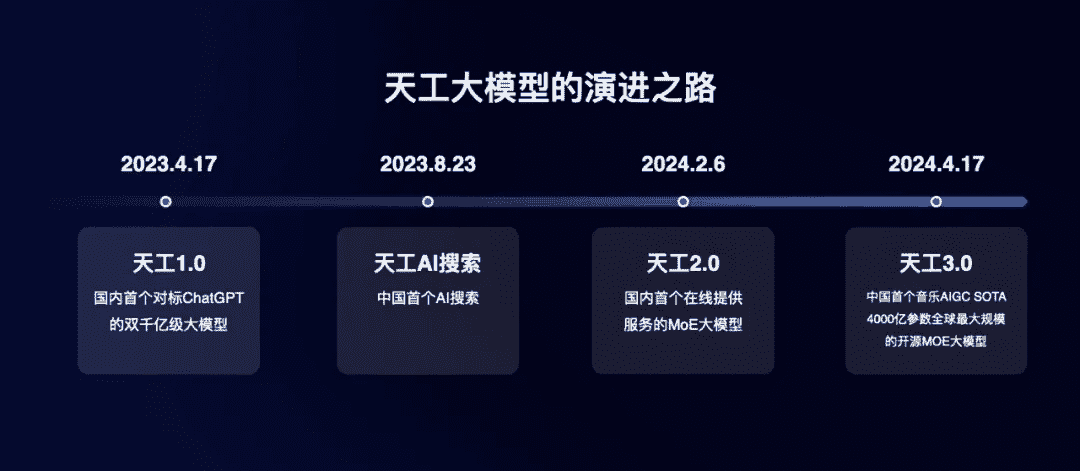 天工大模型的演进之路
2023.4.17
2023.8.23
2024.2.6
2024.4.17
天工1.0
国内首个对标ChatGPT
的双千亿级大模型
天工AI搜索
中国首个AI搜索
天工2.0
国内首个在线提供
服务的MoE大模型
天工3.0
中国首个音乐AIGC SOTA
4000亿参数全球最大规模
的开源MOE大模型